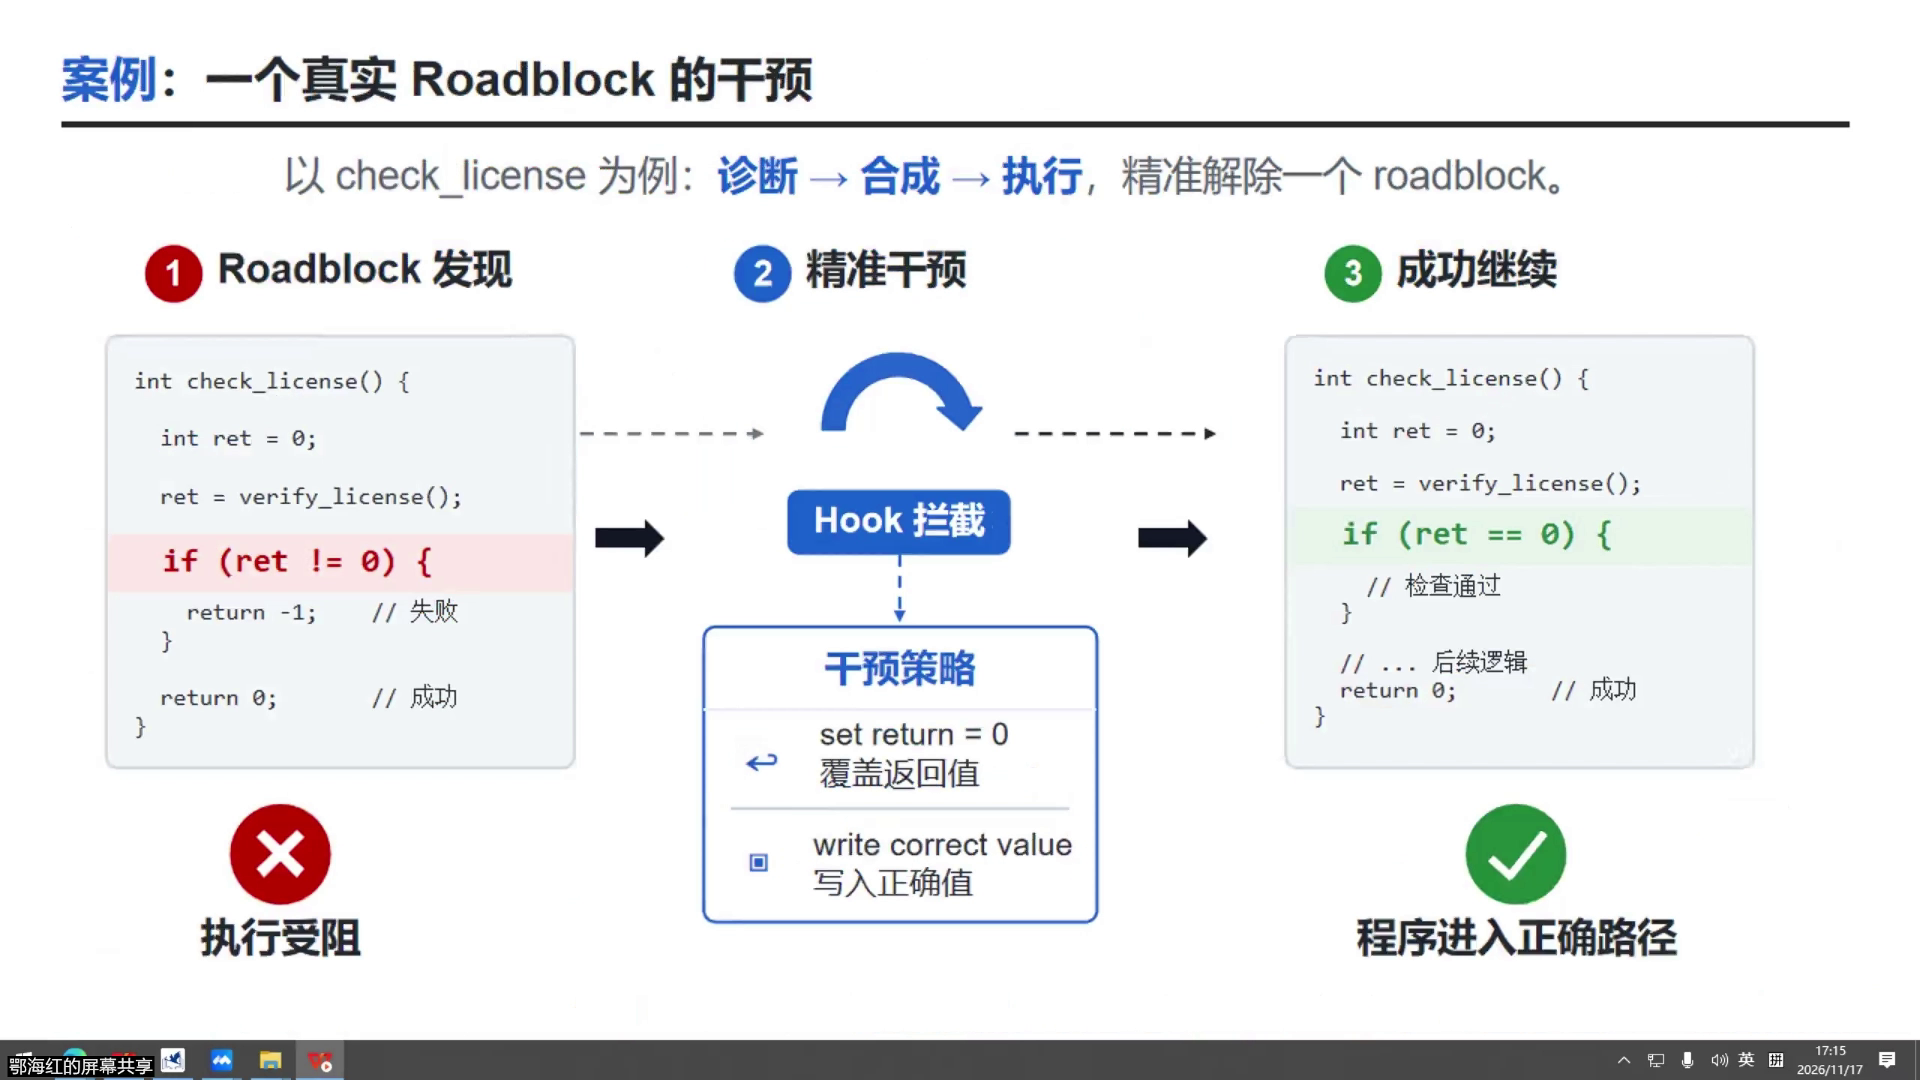 案例：一个真实 Roadblock 的干预
以 check_license 为例：诊断 → 合成 → 执行，精准解除一个 roadblock。
1 Roadblock 发现
int check_license() {
int ret = 0;
ret = verify_license();
if (ret != 0) {
return -1; // 失败
}
return 0; // 成功
}
执行受阻
2 精准干预
Hook 拦截
干预策略
set return = 0
覆盖返回值
write correct value
写入正确值
3 成功继续
int check_license() {
int ret = 0;
ret = verify_license();
if (ret == 0) {
// 检查通过
}
// ... 后续逻辑
return 0; // 成功
}
程序进入正确路径
鄂海红的屏幕共享
英
拼
17:15
2026/11/17